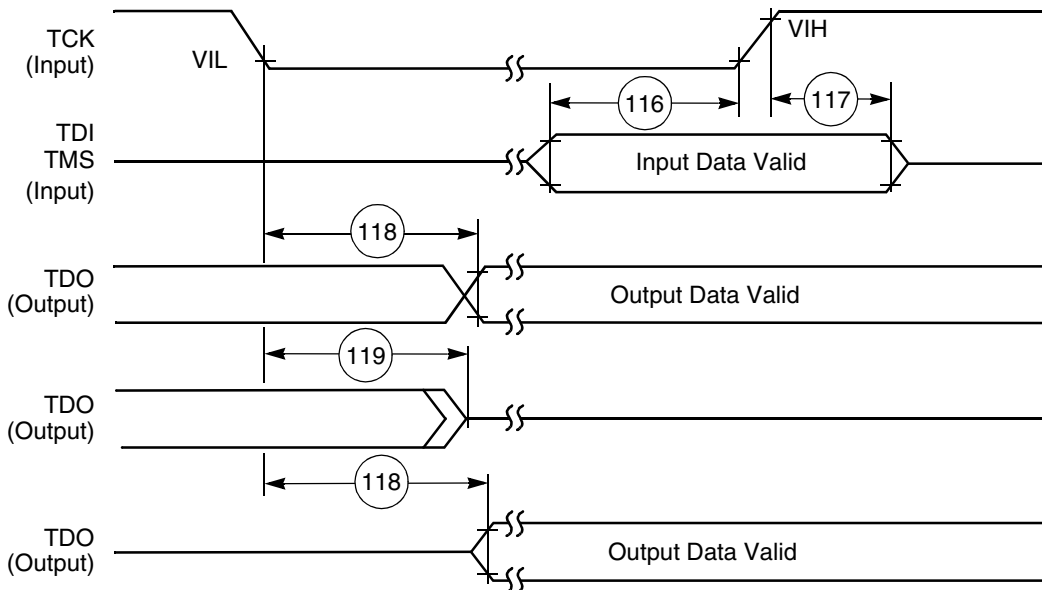 TCK
(Input)
VIL
VIH
116
117
TDI
TMS
(Input)
Input Data Valid
118
TDO
(Output)
Output Data Valid
119
TDO
(Output)
118
TDO
(Output)
Output Data Valid